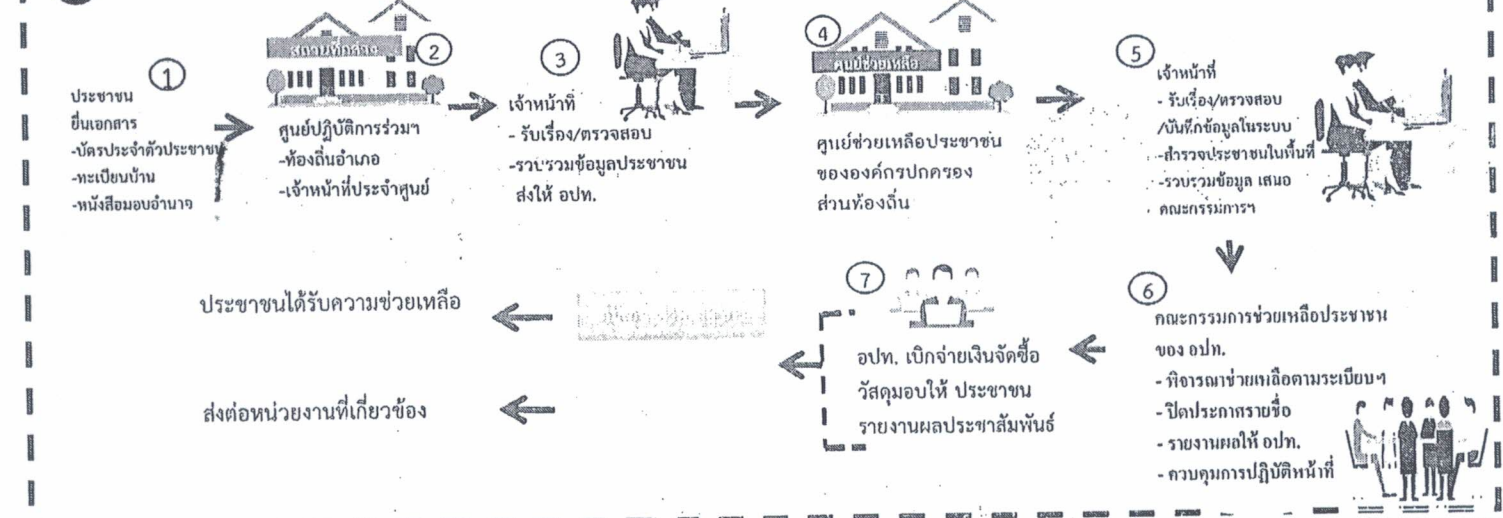 1
ประชาชน
ยื่นเอกสาร
-บัตรประจำตัวประชาชน
-ทะเบียนบ้าน
-หนังสือมอบอำนาจ
2
สถานที่กลาง
ศูนย์ปฏิบัติการร่วมฯ
-ท้องถิ่นอำเภอ
-เจ้าหน้าที่ประจำศูนย์
3
เจ้าหน้าที่
- รับเรื่อง/ตรวจสอบ
-รวบรวมข้อมูลประชาชน
ส่งให้ อปท.
4
ศูนย์ช่วยเหลือ
ศูนย์ช่วยเหลือประชาชน
ขององค์กรปกครอง
ส่วนท้องถิ่น
5
เจ้าหน้าที่
- รับเรื่อง/ตรวจสอบ
/บันทึกข้อมูลในระบบ
-สำรวจประชาชนในพื้นที่
-รวบรวมข้อมูล เสนอ
คณะกรรมการฯ
6
คณะกรรมการช่วยเหลือประชาชน
ของ อปท.
- พิจารณาช่วยเหลือตามระเบียบฯ
- ปิดประกาศรายชื่อ
- รายงานผลให้ อปท.
- ควบคุมการปฏิบัติหน้าที่
7
อปท. เบิกจ่ายเงินจัดซื้อ
วัสดุมอบให้ ประชาชน
รายงานผลประชาสัมพันธ์
ประชาชนได้รับความช่วยเหลือ
ส่งต่อหน่วยงานที่เกี่ยวข้อง